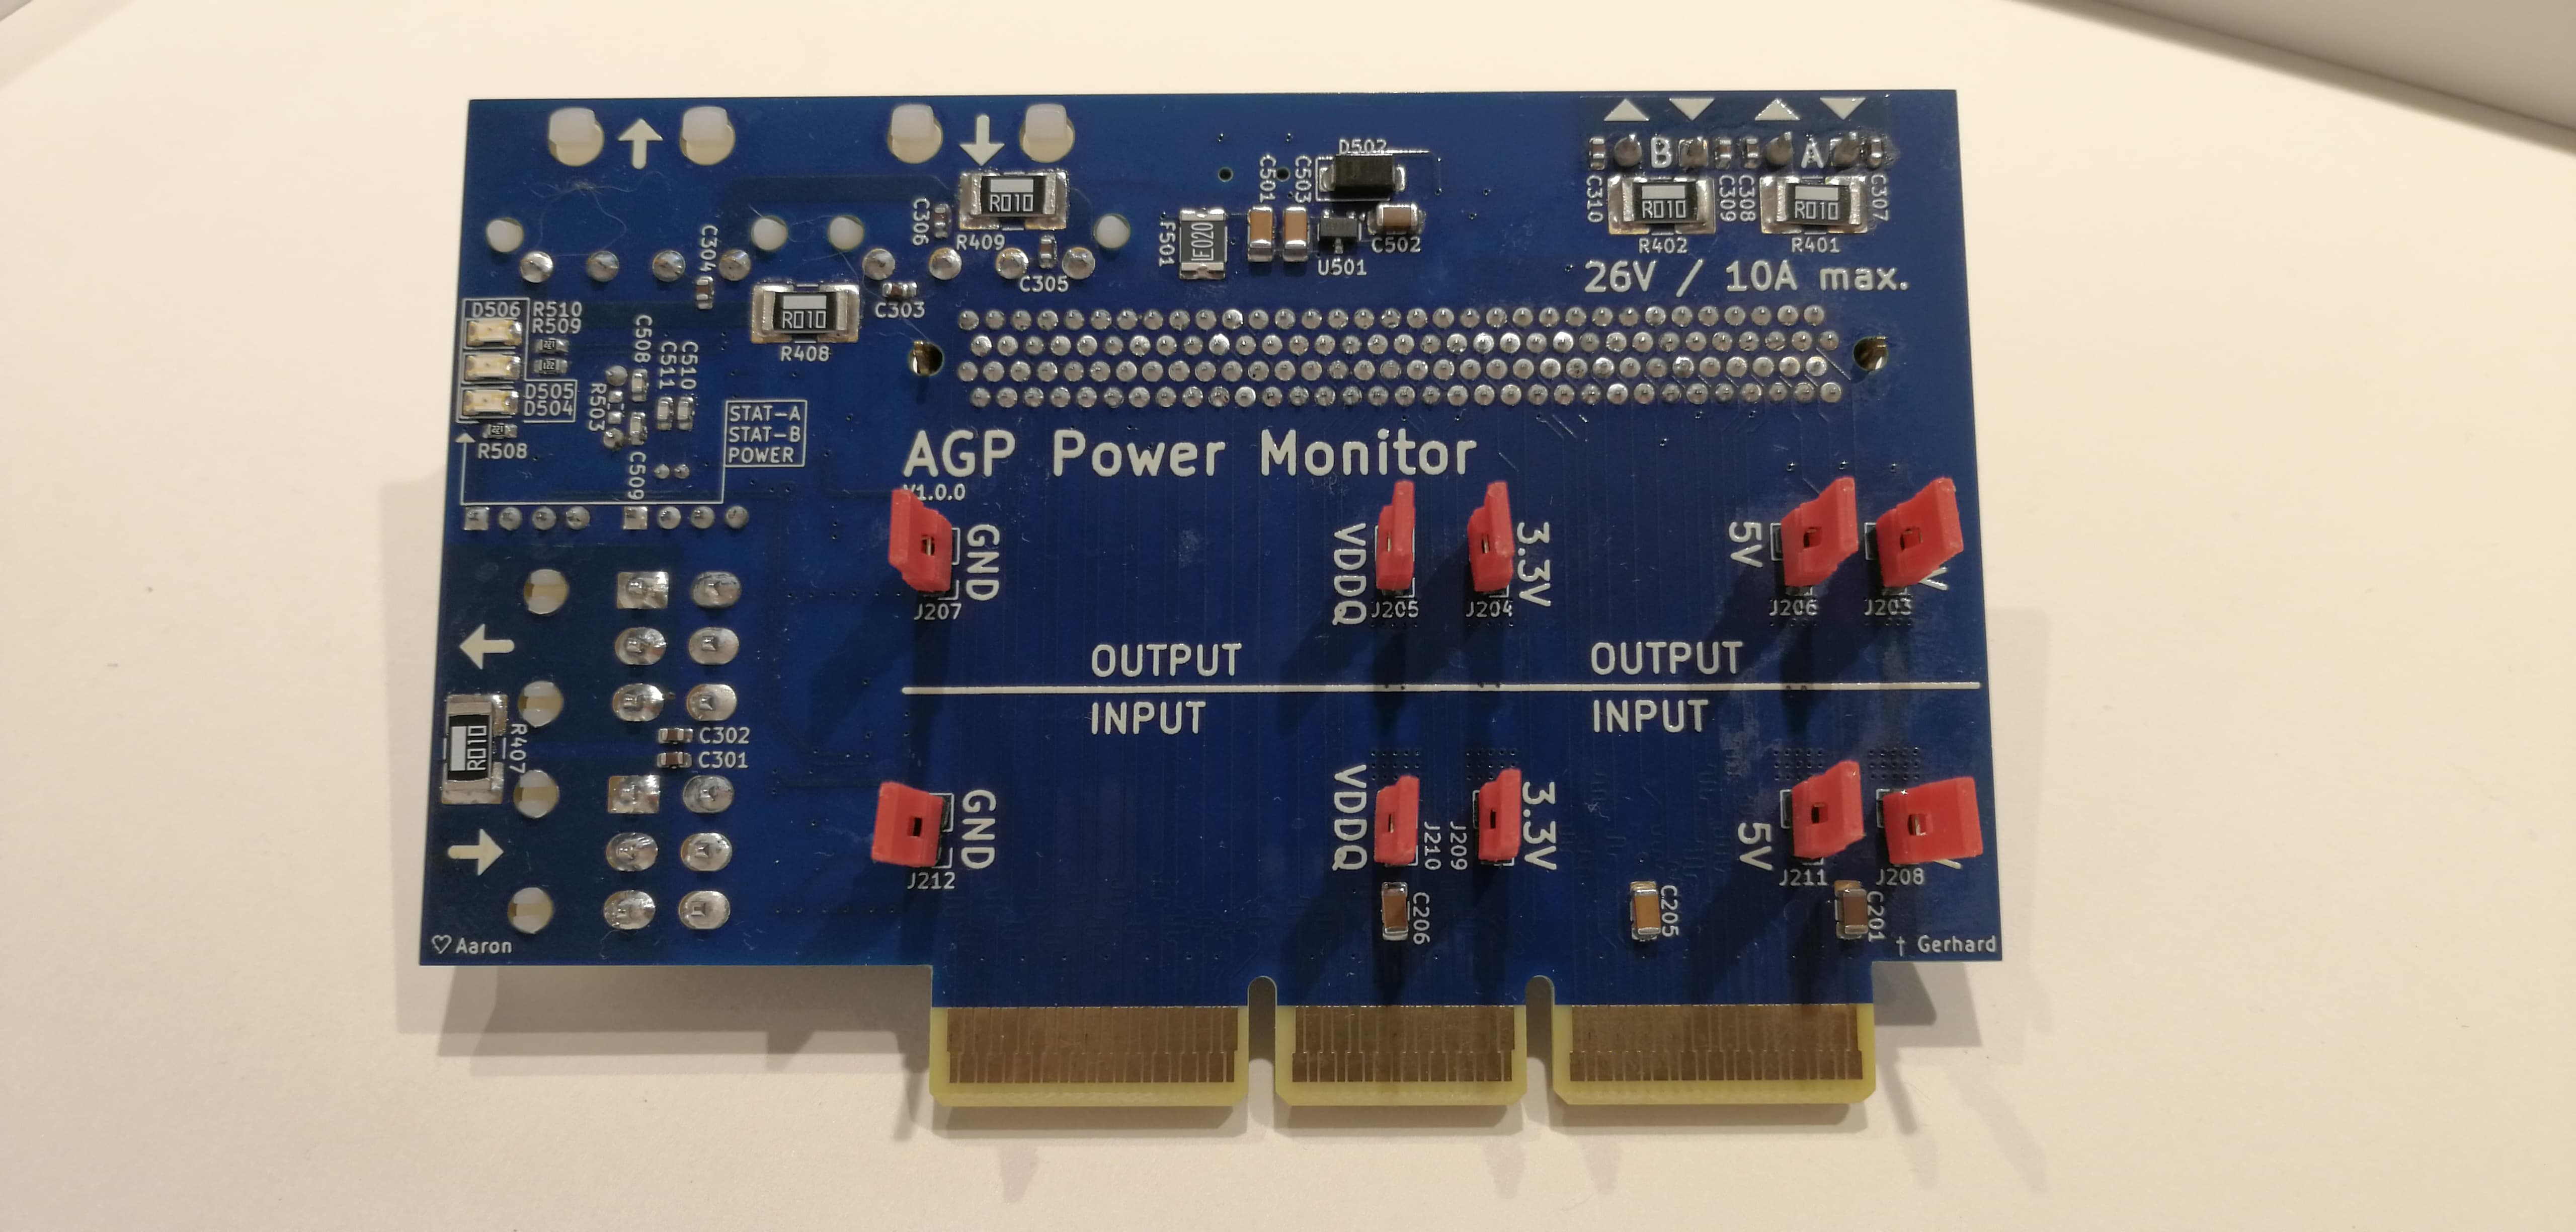 D502
C501
C503
B
A
C310
C309
C308
C307
R010
R010
R010
C306
R409
F501
F020
C502
U501
R402
R401
C304
C305
26V / 10A max.
D506
R510
R509
R010
C303
R408
C508
C511
C510
D505
D504
R503
R508
C509
STAT-A
STAT-B
POWER
AGP Power Monitor
V1.0.0
GND
VDDQ
3.3V
5V
V
J207
J205
J204
J206
J203
OUTPUT
OUTPUT
INPUT
INPUT
R010
R407
C302
C301
GND
VDDQ
J210
J209
3.3V
5V
J212
J211
J208
C206
C205
C201
♡ Aaron
† Gerhard